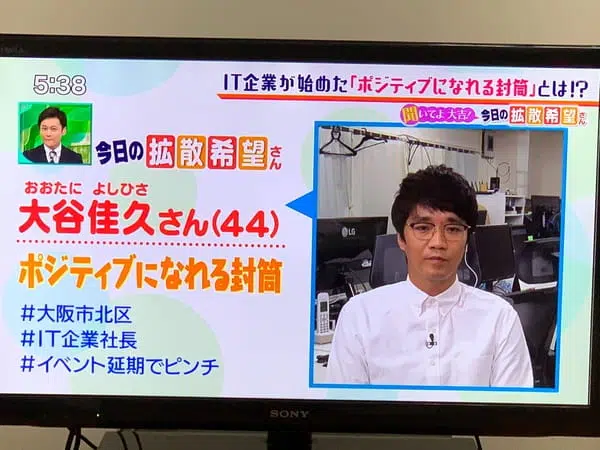 5:38
IT企業が始めた「ポジティブになれる封筒」とは!?
聞いてよ大吉!
今日の拡散希望さん
今日の拡散希望さん
おおたに よしひさ
大谷佳久さん(44)
ポジティブになれる封筒
#大阪市北区
#IT企業社長
#イベント延期でピンチ
LG
SONY